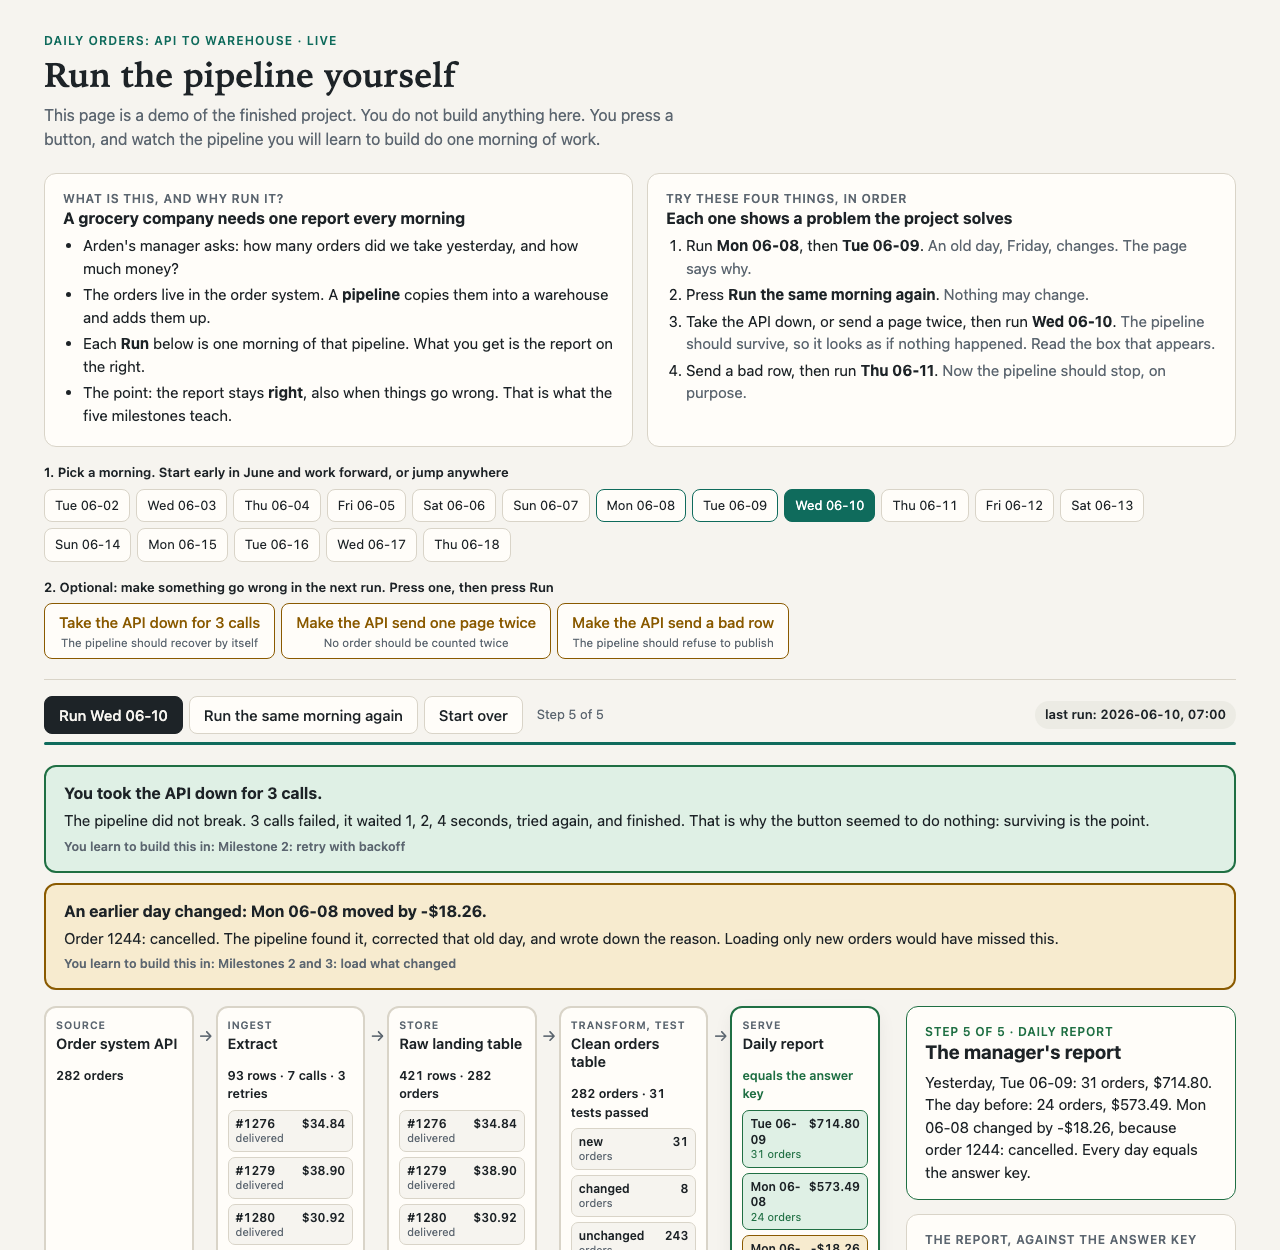 DAILY ORDERS: API TO WAREHOUSE · LIVE
Run the pipeline yourself
This page is a demo of the finished project. You do not build anything here. You press a
button, and watch the pipeline you will learn to build do one morning of work.
WHAT IS THIS, AND WHY RUN IT?
A grocery company needs one report every morning
• Arden's manager asks: how many orders did we take yesterday, and how
much money?
• The orders live in the order system. A pipeline copies them into a warehouse
and adds them up.
• Each Run below is one morning of that pipeline. What you get is the report on
the right.
• The point: the report stays right, also when things go wrong. That is what the
five milestones teach.
TRY THESE FOUR THINGS, IN ORDER
Each one shows a problem the project solves
1. Run Mon 06-08, then Tue 06-09. An old day, Friday, changes. The page
says why.
2. Press Run the same morning again. Nothing may change.
3. Take the API down, or send a page twice, then run Wed 06-10. The pipeline
should survive, so it looks as if nothing happened. Read the box that appears.
4. Send a bad row, then run Thu 06-11. Now the pipeline should stop, on
purpose.
1. Pick a morning. Start early in June and work forward, or jump anywhere
Tue 06-02 Wed 06-03 Thu 06-04 Fri 06-05 Sat 06-06 Sun 06-07 Mon 06-08 Tue 06-09 Wed 06-10 Thu 06-11 Fri 06-12 Sat 06-13
Sun 06-14 Mon 06-15 Tue 06-16 Wed 06-17 Thu 06-18
2. Optional: make something go wrong in the next run. Press one, then press Run
Take the API down for 3 calls
The pipeline should recover by itself
Make the API send one page twice
No order should be counted twice
Make the API send a bad row
The pipeline should refuse to publish
Run Wed 06-10 Run the same morning again Start over Step 5 of 5 last run: 2026-06-10, 07:00
You took the API down for 3 calls.
The pipeline did not break. 3 calls failed, it waited 1, 2, 4 seconds, tried again, and finished. That is why the button seemed to do nothing: surviving is the point.
You learn to build this in: Milestone 2: retry with backoff
An earlier day changed: Mon 06-08 moved by -$18.26.
Order 1244: cancelled. The pipeline found it, corrected that old day, and wrote down the reason. Loading only new orders would have missed this.
You learn to build this in: Milestones 2 and 3: load what changed
SOURCE
Order system API
282 orders
→
INGEST
Extract
93 rows · 7 calls · 3
retries
#1276 $34.84
delivered
#1279 $38.90
delivered
#1280 $30.92
delivered
→
STORE
Raw landing table
421 rows · 282
orders
#1276 $34.84
delivered
#1279 $38.90
delivered
#1280 $30.92
delivered
→
TRANSFORM, TEST
Clean orders
table
282 orders · 31
tests passed
new 31
orders
changed 8
orders
unchanged 243
orders
→
SERVE
Daily report
equals the answer
key
Tue 06- $714.80
09
31 orders
Mon 06- $573.49
08
24 orders
Mon 06- -$18.26
STEP 5 OF 5 · DAILY REPORT
The manager's report
Yesterday, Tue 06-09: 31 orders, $714.80.
The day before: 24 orders, $573.49. Mon
06-08 changed by -$18.26, because
order 1244: cancelled. Every day equals
the answer key.
THE REPORT, AGAINST THE ANSWER KEY